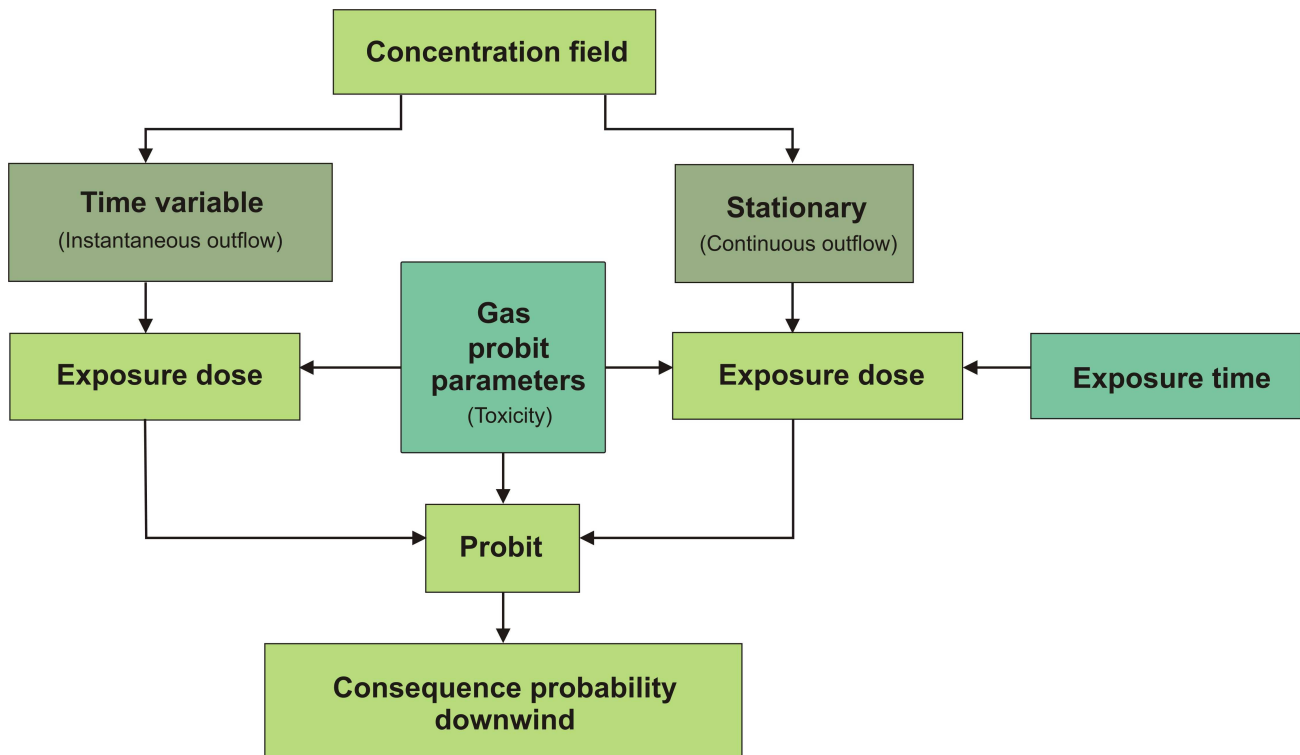 Concentration field
Time variable
(Instantaneous outflow)
Stationary
(Continuous outflow)
Gas
probit
parameters
(Toxicity)
Exposure dose
Exposure dose
Exposure time
Probit
Consequence probability
downwind